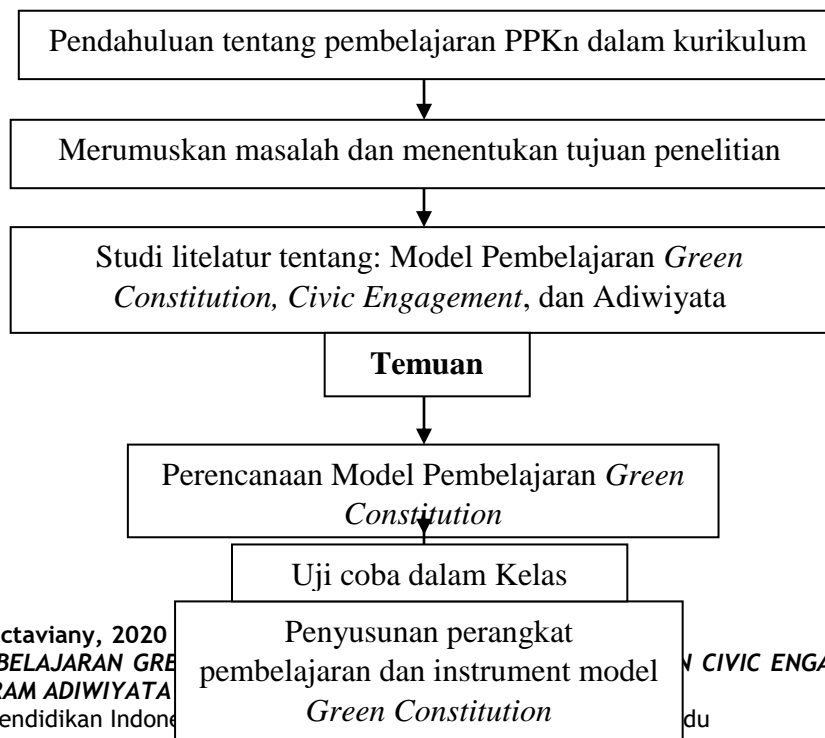 Pendahuluan tentang pembelajaran PPKn dalam kurikulum
Merumuskan masalah dan menentukan tujuan penelitian
Studi litelatur tentang: Model Pembelajaran Green
Constitution, Civic Engagement, dan Adiwiyata
Temuan
Perencanaan Model Pembelajaran Green
Constitution
Uji coba dalam Kelas
Penyusunan perangkat
pembelajaran dan instrument model
Green Constitution
ctaviany, 2020
BELAJARAN GRE N CIVIC ENGA
RAM ADIWIYATA
endidikan Indone du